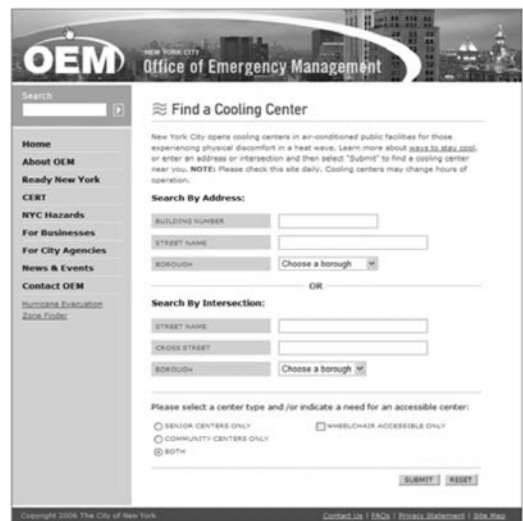 OEM
NEW YORK CITY
Office of Emergency Management
Search
Home
About OEM
Ready New York
CERT
NYC Hazards
For Businesses
For City Agencies
News & Events
Contact OEM
Hurricane Evacuation
Zone Finder
Find a Cooling Center
New York City opens cooling centers in air-conditioned public facilities for those
experiencing physical discomfort in a heat wave. Learn more about ways to stay cool,
or enter an address or intersection and then select "Submit" to find a cooling center
near you. NOTE: Please check this site daily. Cooling centers may change hours of
operation.
Search By Address:
BUILDING NUMBER
STREET NAME
BOROUGH Choose a borough
OR
Search By Intersection:
STREET NAME
CROSS STREET
BOROUGH Choose a borough
Please select a center type and /or indicate a need for an accessible center:
SENIOR CENTERS ONLY WHEELCHAIR ACCESSIBLE ONLY
COMMUNITY CENTERS ONLY
BOTH
SUBMIT RESET
Copyright 2006 The City of New York Contact Us | FAQs | Privacy Statement | Site Map